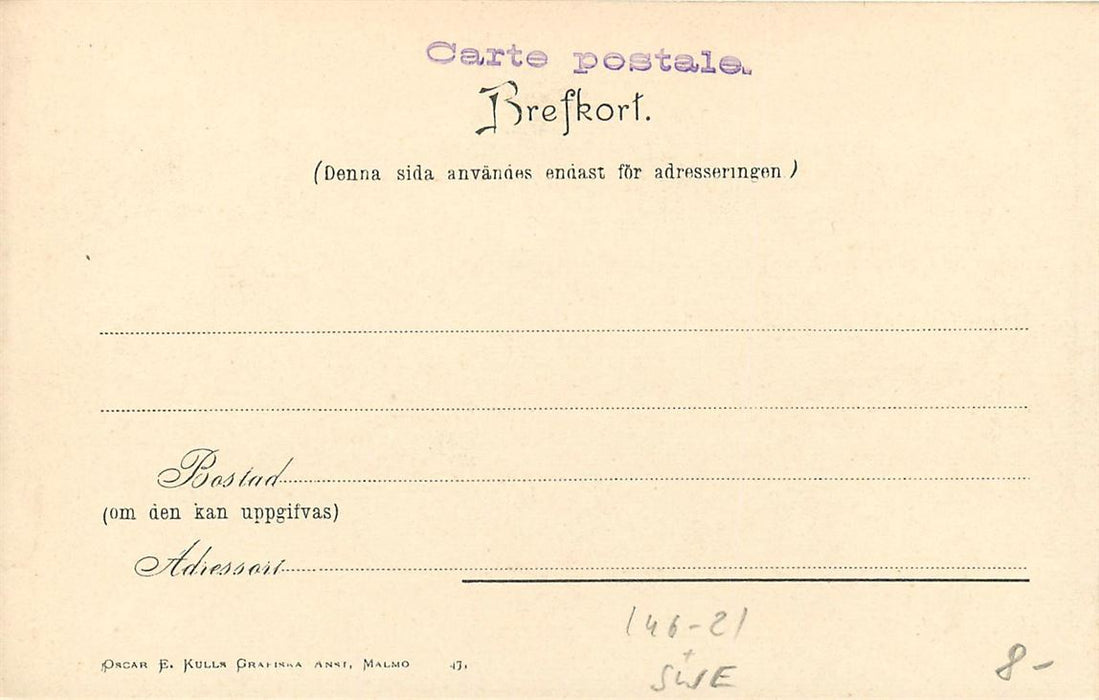 Carte postale.
Brefkort.
(Denna sida användes endast för adresseringen)
Bostad
(om den kan uppgifvas)
Adressort
OSCAR E. KULLS GRAFISKA ANST, MALMO 47,
146-21
+
SWE
8-